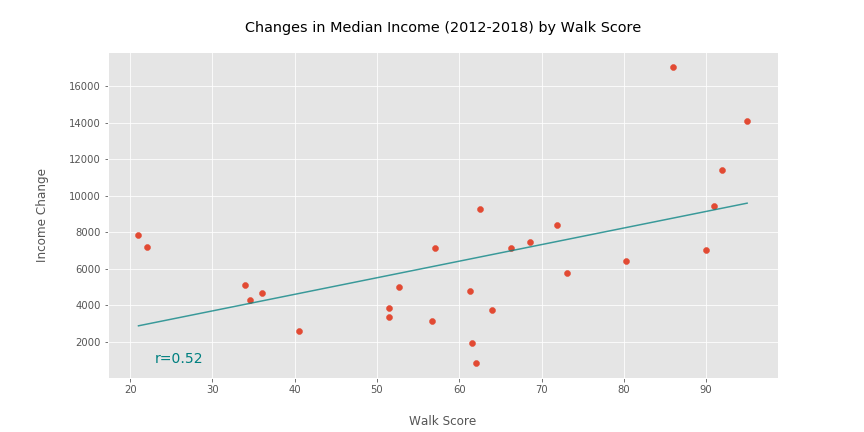 Changes in Median Income (2012-2018) by Walk Score
16000
14000
12000
10000
8000
6000
4000
2000
Income Change
r=0.52
20 30 40 50 60 70 80 90
Walk Score